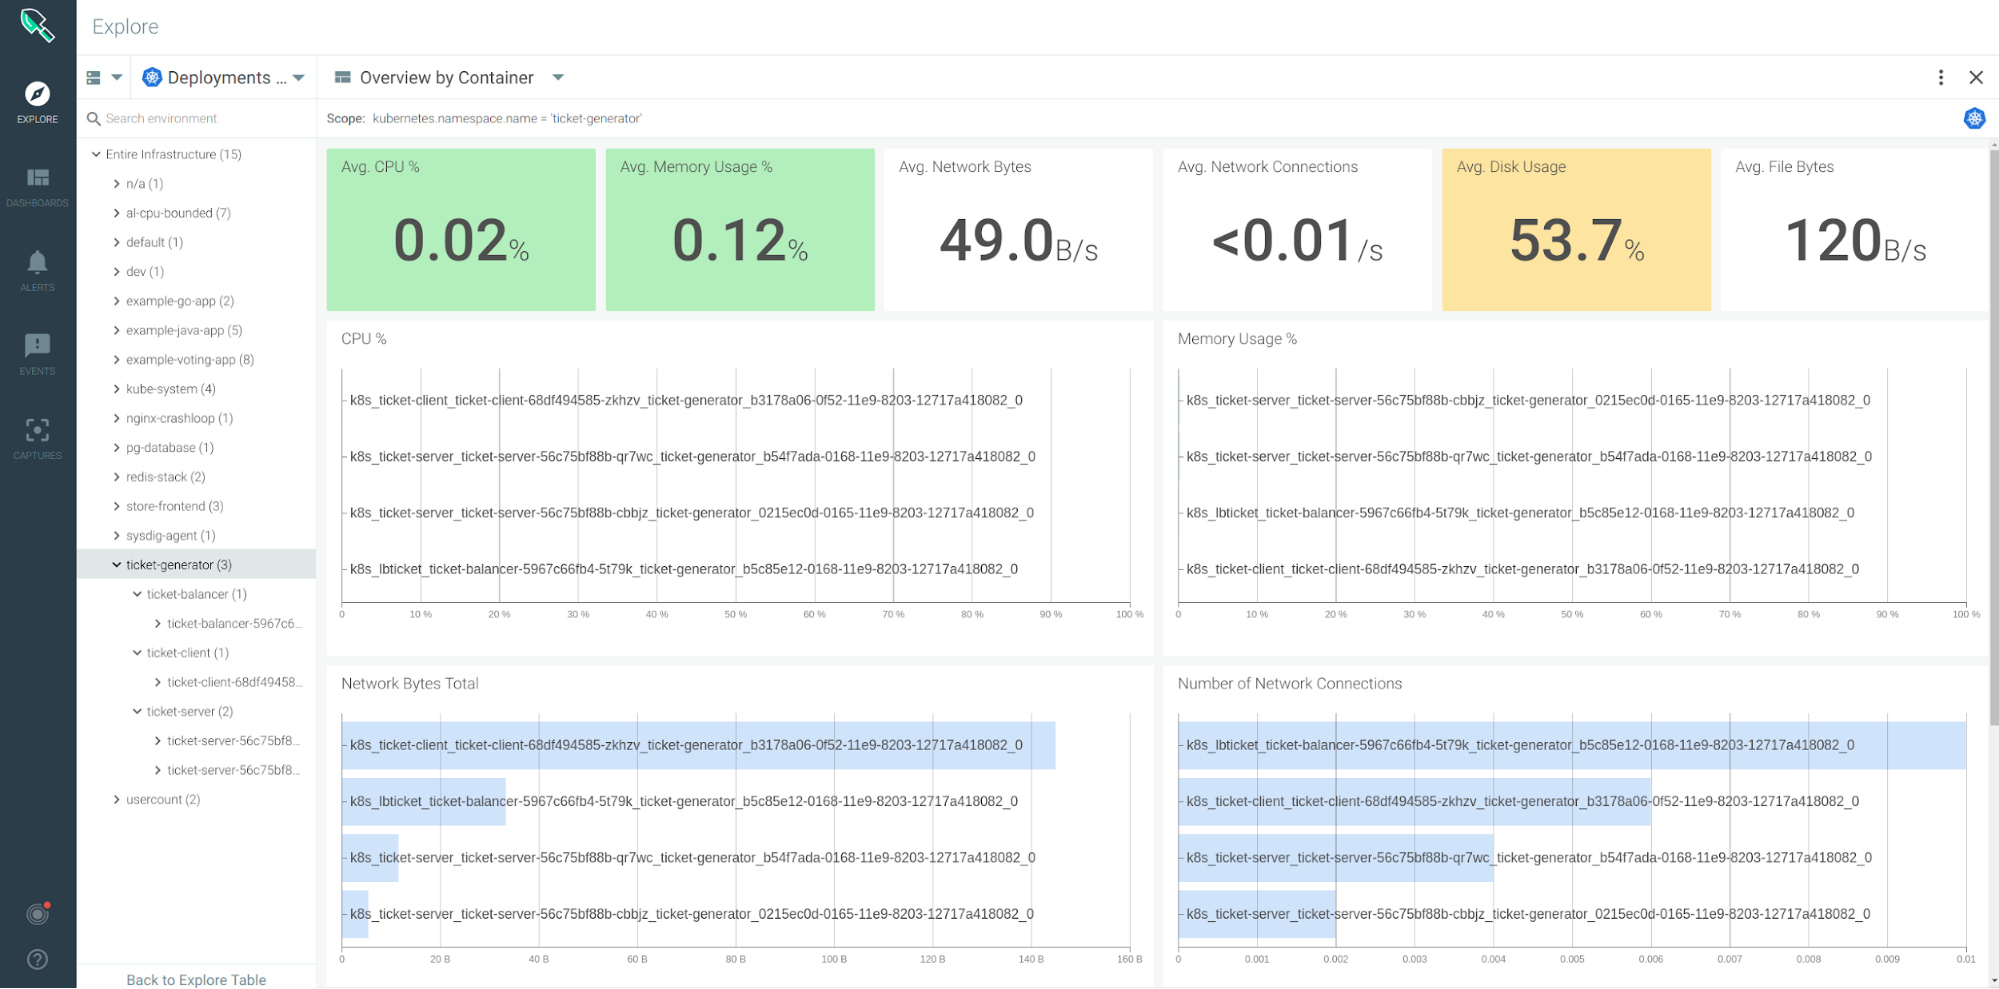 Explore
Deployments ...
Overview by Container
EXPLORE
DASHBOARDS
ALERTS
EVENTS
CAPTURES
Search environment
Scope: kubernetes.namespace.name = 'ticket-generator'
Entire Infrastructure (15)
n/a (1)
al-cpu-bounded (7)
default (1)
dev (1)
example-go-app (2)
example-java-app (5)
example-voting-app (8)
kube-system (4)
nginx-crashloop (1)
pg-database (1)
redis-stack (2)
store-frontend (3)
sysdig-agent (1)
ticket-generator (3)
ticket-balancer (1)
ticket-balancer-5967c6...
ticket-client (1)
ticket-client-68df49458...
ticket-server (2)
ticket-server-56c75bf8...
ticket-server-56c75bf8...
usercount (2)
Back to Explore Table
Avg. CPU %
0.02%
Avg. Memory Usage %
0.12%
Avg. Network Bytes
49.0B/s
Avg. Network Connections
<0.01/s
Avg. Disk Usage
53.7%
Avg. File Bytes
120B/s
CPU %
k8s_ticket-client_ticket-client-68df494585-zkhzv_ticket-generator_b3178a06-0f52-11e9-8203-12717a418082_0
k8s_ticket-server_ticket-server-56c75bf88b-qr7wc_ticket-generator_b54f7ada-0168-11e9-8203-12717a418082_0
k8s_ticket-server_ticket-server-56c75bf88b-cbbjz_ticket-generator_0215ec0d-0165-11e9-8203-12717a418082_0
k8s_lbticket_ticket-balancer-5967c66fb4-5t79k_ticket-generator_b5c85e12-0168-11e9-8203-12717a418082_0
0 10 % 20 % 30 % 40 % 50 % 60 % 70 % 80 % 90 % 100 %
Memory Usage %
k8s_ticket-server_ticket-server-56c75bf88b-cbbjz_ticket-generator_0215ec0d-0165-11e9-8203-12717a418082_0
k8s_ticket-server_ticket-server-56c75bf88b-qr7wc_ticket-generator_b54f7ada-0168-11e9-8203-12717a418082_0
k8s_lbticket_ticket-balancer-5967c66fb4-5t79k_ticket-generator_b5c85e12-0168-11e9-8203-12717a418082_0
k8s_ticket-client_ticket-client-68df494585-zkhzv_ticket-generator_b3178a06-0f52-11e9-8203-12717a418082_0
0 10 % 20 % 30 % 40 % 50 % 60 % 70 % 80 % 90 % 100 %
Network Bytes Total
k8s_ticket-client_ticket-client-68df494585-zkhzv_ticket-generator_b3178a06-0f52-11e9-8203-12717a418082_0
k8s_lbticket_ticket-balancer-5967c66fb4-5t79k_ticket-generator_b5c85e12-0168-11e9-8203-12717a418082_0
k8s_ticket-server_ticket-server-56c75bf88b-qr7wc_ticket-generator_b54f7ada-0168-11e9-8203-12717a418082_0
k8s_ticket-server_ticket-server-56c75bf88b-cbbjz_ticket-generator_0215ec0d-0165-11e9-8203-12717a418082_0
0 20 B 40 B 60 B 80 B 100 B 120 B 140 B 160 B
Number of Network Connections
k8s_lbticket_ticket-balancer-5967c66fb4-5t79k_ticket-generator_b5c85e12-0168-11e9-8203-12717a418082_0
k8s_ticket-client_ticket-client-68df494585-zkhzv_ticket-generator_b3178a06-0f52-11e9-8203-12717a418082_0
k8s_ticket-server_ticket-server-56c75bf88b-qr7wc_ticket-generator_b54f7ada-0168-11e9-8203-12717a418082_0
k8s_ticket-server_ticket-server-56c75bf88b-cbbjz_ticket-generator_0215ec0d-0165-11e9-8203-12717a418082_0
0 0.001 0.002 0.003 0.004 0.005 0.006 0.007 0.008 0.009 0.01